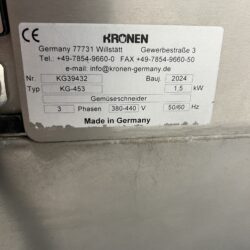 CE KRONEN
Germany 77731 Willstätt Gewerbestraße 3
Tel.: +49-7854-9660-0 FAX +49-7854-9660-50
e-mail: info@kronen-germany.de
Nr. KG39432 Bauj. 2024
Typ KG-453 1,5 kW
Gemüseschneider
3 Phasen 380-440 V 50/60 Hz
Made in Germany